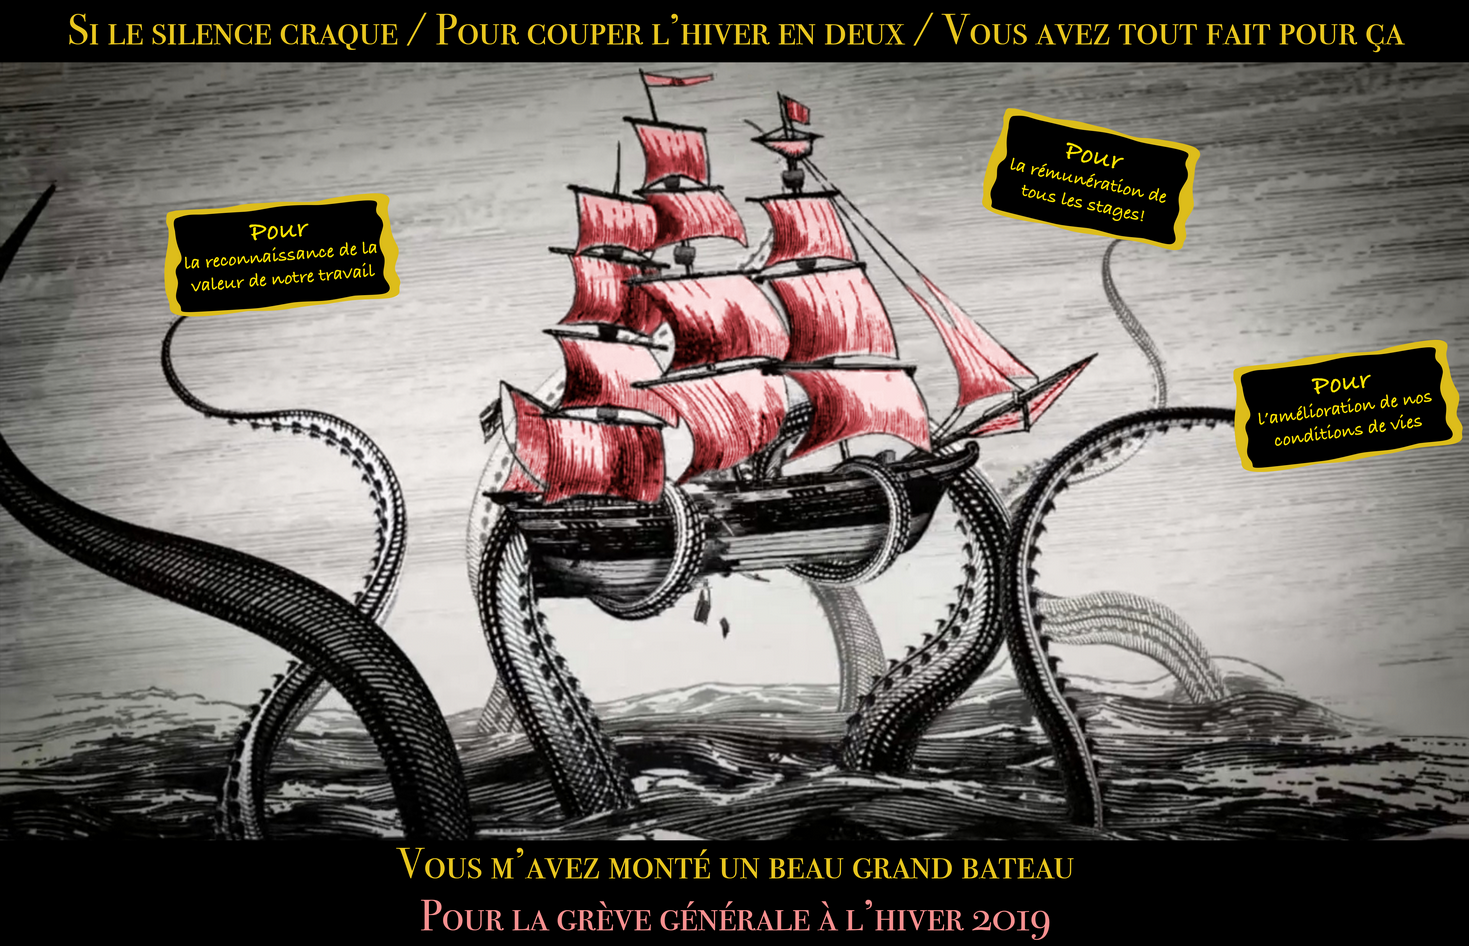 Si le silence craque / Pour couper l'hiver en deux / Vous avez tout fait pour ça
Pour
la reconnaissance de la
valeur de notre travail
Pour
la rémunération de
tous les stages!
Pour
l'amélioration de nos
conditions de vies
Vous m'avez monté un beau grand bateau
Pour la grève générale à l'hiver 2019